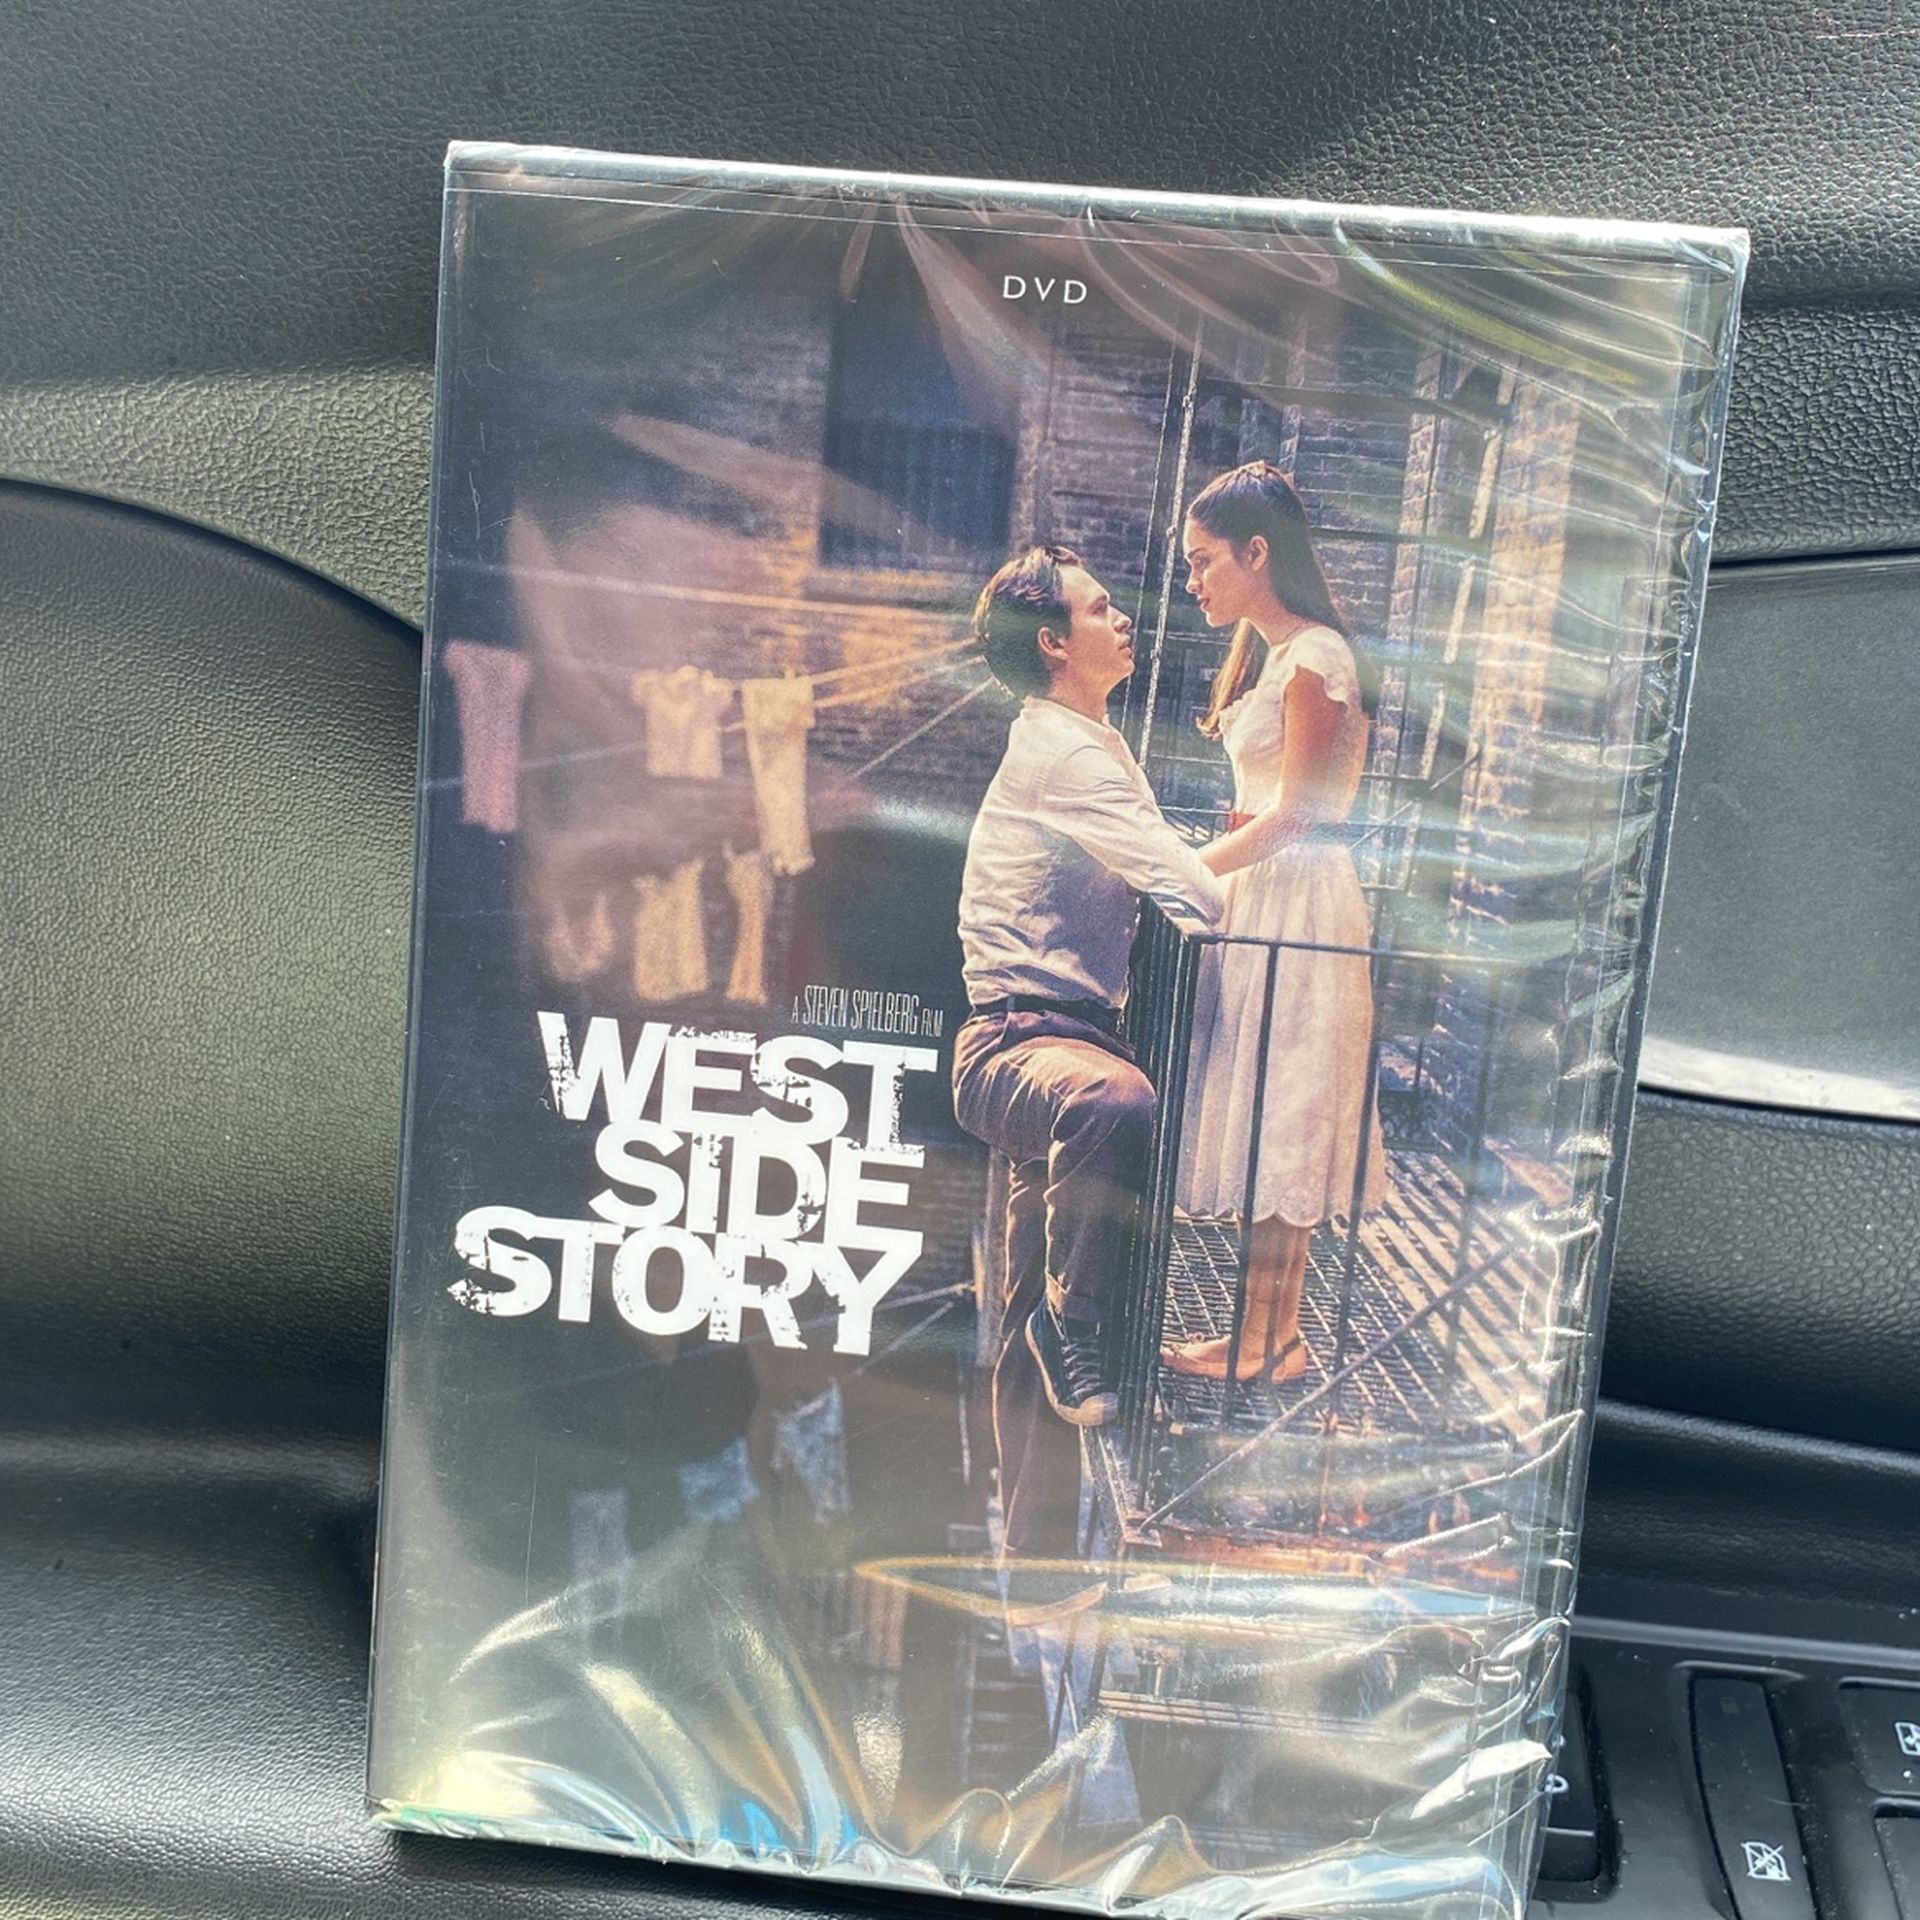 DVD
A STEVEN SPIELBERG FILM
WEST
SIDE
STORY